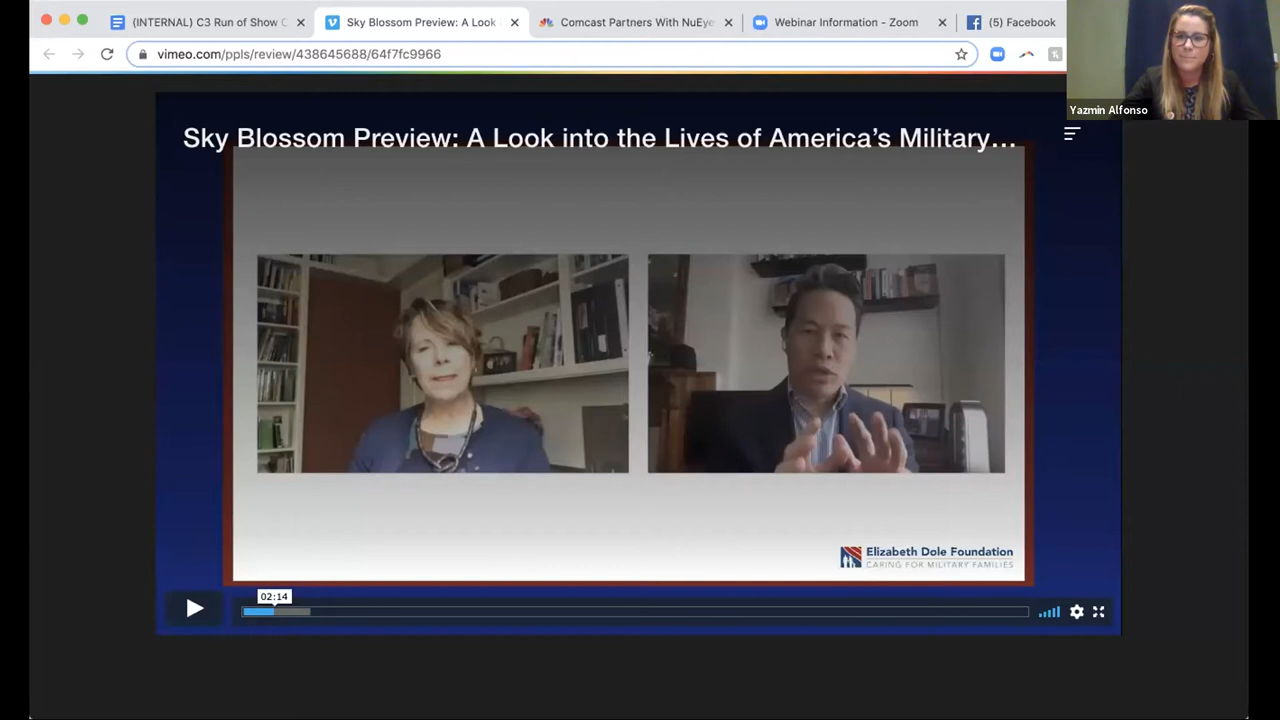 (INTERNAL) C3 Run of Show C
Sky Blossom Preview: A Look
Comcast Partners With NuEye
Webinar Information - Zoom
(5) Facebook
vimeo.com/ppls/review/438645688/64f7fc9966
Yazmin Alfonso
Sky Blossom Preview: A Look into the Lives of America's Military...
Elizabeth Dole Foundation
CARING FOR MILITARY FAMILIES
02:14